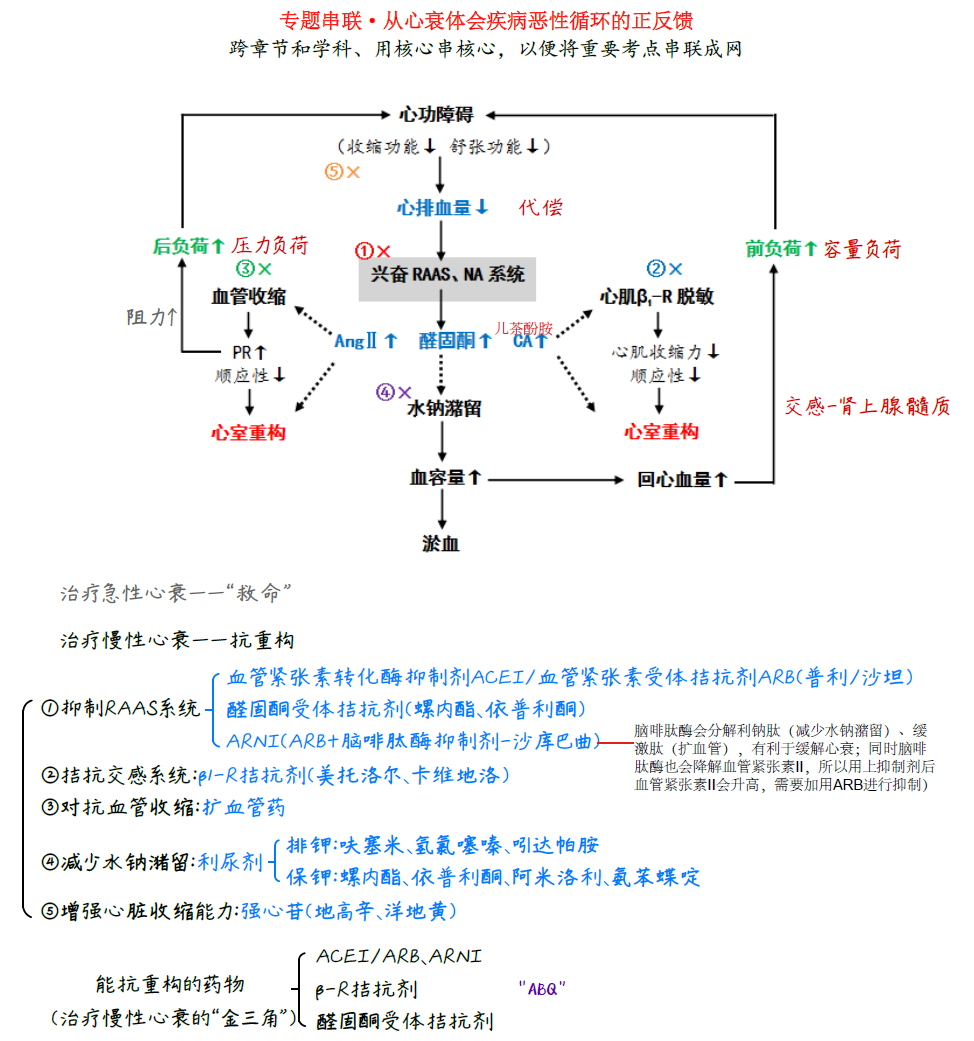 专题串联·从心衰体会疾病恶性循环的正反馈
跨章节和学科、用核心串核心，以便将重要考点串联成网
心功障碍
（收缩功能↓ 舒张功能↓）
⑤×
心排血量↓ 代偿
后负荷↑ 压力负荷
①×
前负荷↑ 容量负荷
③×
兴奋 RAAS、NA 系统
②×
血管收缩
心肌β₁-R 脱敏
阻力↑
儿茶酚胺
AngⅡ↑ 醛固酮↑ CA↑
PR↑
心肌收缩力↓
顺应性↓
顺应性↓
④×
水钠潴留
交感-肾上腺髓质
心室重构
心室重构
血容量↑
回心血量↑
淤血
治疗急性心衰——“救命”
治疗慢性心衰——抗重构
①抑制RAAS系统
血管紧张素转化酶抑制剂ACEI/血管紧张素受体拮抗剂ARB(普利/沙坦)
醛固酮受体拮抗剂(螺内酯、依普利酮)
ARNI(ARB+脑啡肽酶抑制剂-沙库巴曲)
脑啡肽酶会分解利钠肽（减少水钠潴留）、缓
激肽（扩血管），有利于缓解心衰；同时脑啡
肽酶也会降解血管紧张素II，所以用上抑制剂后
血管紧张素II会升高，需要加用ARB进行抑制）
②拮抗交感系统:β1-R拮抗剂(美托洛尔、卡维地洛)
③对抗血管收缩:扩血管药
④减少水钠潴留:利尿剂
排钾:呋塞米、氢氯噻嗪、吲达帕胺
保钾:螺内酯、依普利酮、阿米洛利、氨苯蝶啶
⑤增强心脏收缩能力:强心苷(地高辛、洋地黄)
能抗重构的药物
(治疗慢性心衰的“金三角”)
ACEI/ARB、ARNI
β-R拮抗剂
"ABQ"
醛固酮受体拮抗剂